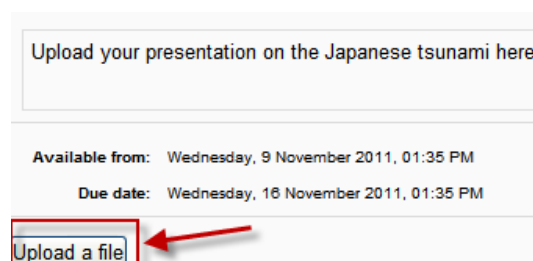 Upload your presentation on the Japanese tsunami here
Available from: Wednesday, 9 November 2011, 01:35 PM
Due date: Wednesday, 16 November 2011, 01:35 PM
Upload a file